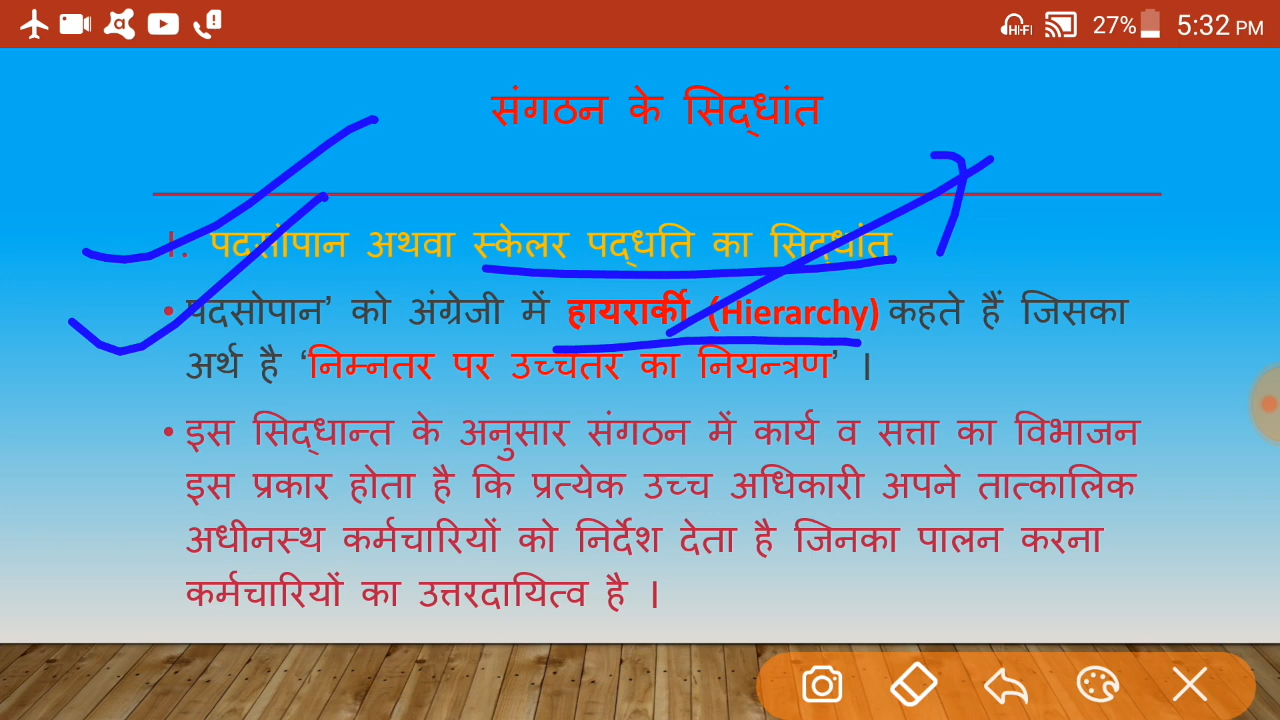 27% 5:32 PM
संगठन के सिद्धांत
1. पदसोपान अथवा स्केलर पद्धति का सिद्धांत
• पदसोपान’ को अंग्रेजी में हायरार्की (Hierarchy) कहते हैं जिसका
अर्थ है ‘निम्नतर पर उच्चतर का नियन्त्रण’ ।
• इस सिद्धान्त के अनुसार संगठन में कार्य व सत्ता का विभाजन
इस प्रकार होता है कि प्रत्येक उच्च अधिकारी अपने तात्कालिक
अधीनस्थ कर्मचारियों को निर्देश देता है जिनका पालन करना
कर्मचारियों का उत्तरदायित्व है ।